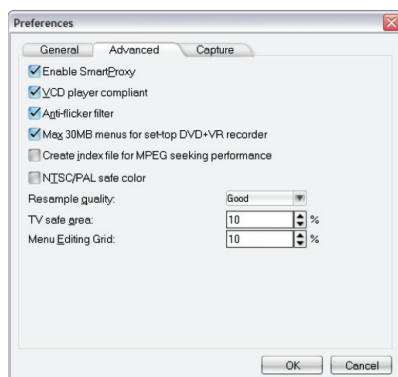 Preferences
General Advanced Capture
Enable SmartProxy
VCD player compliant
Anti-flicker filter
Max 30MB menus for set-top DVD+VR recorder
Create index file for MPEG seeking performance
NTSC/PAL safe color
Resample quality: Good
TV safe area: 10 %
Menu Editing Grid: 10 %
OK Cancel